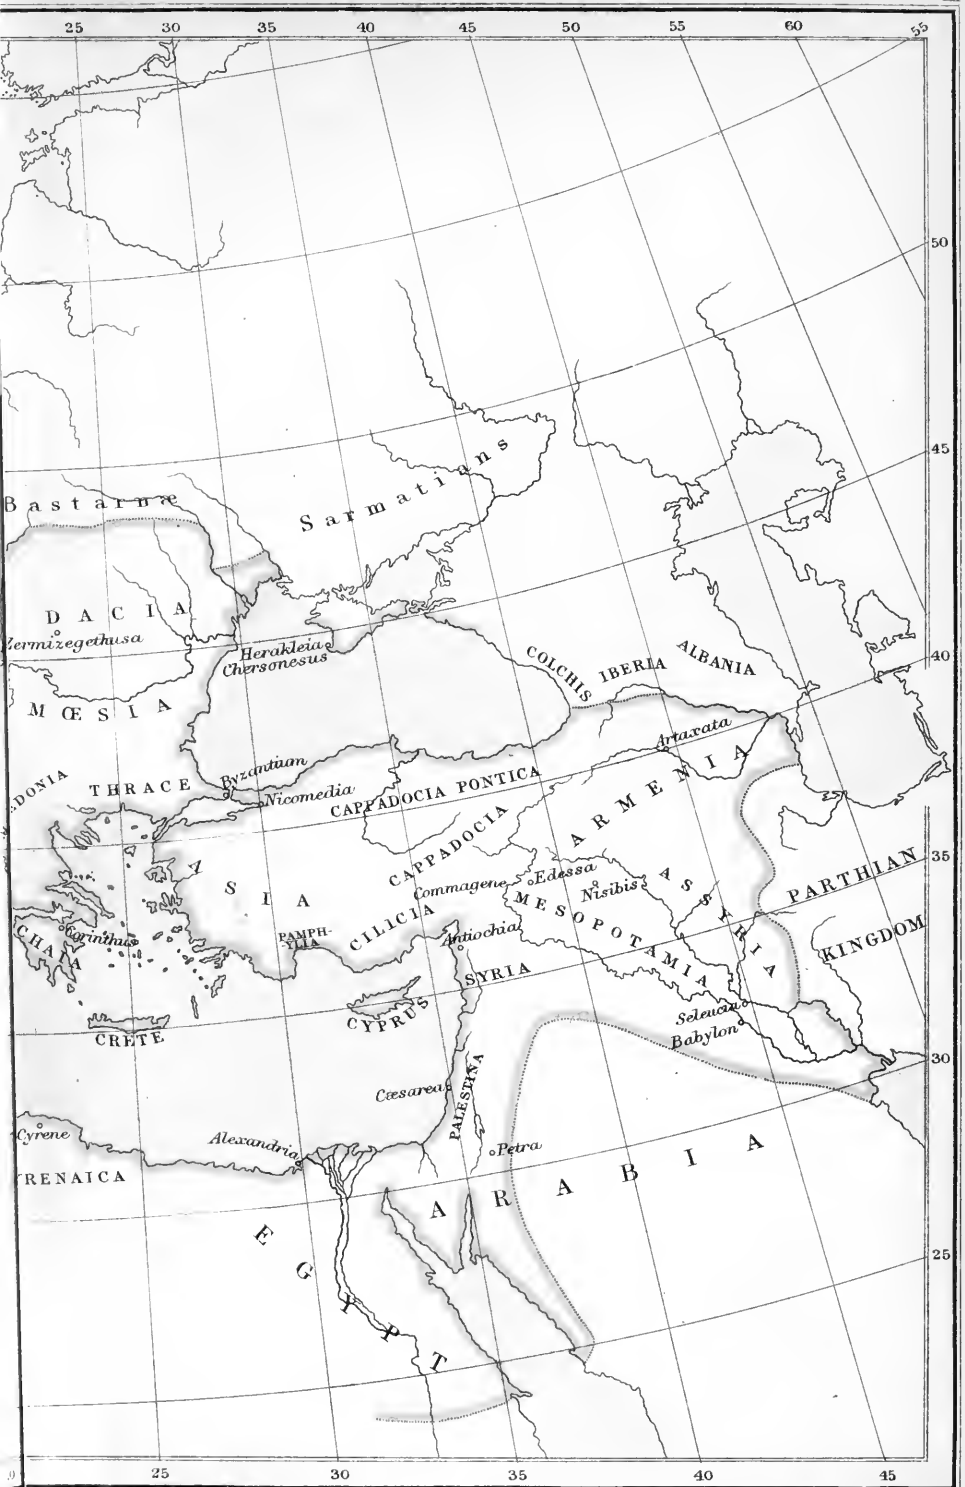 25 30 35 40 45 50 55 60 55
50
45
Bastarnæ
Sarmatians
DACIA
Zermizegethusa
Herakleia
Chersonesus
COLCHIS
IBERIA
ALBANIA
40
MŒSIA
Artaxata
DONIA
THRACE
Byzantium
Nicomedia
CAPPADOCIA PONTICA
ARMENIA
CAPPADOCIA
35
PARTHIAN
KINGDOM
ASIA
Commagene
Edessa
Nisibis
ASSYRIA
MESOPOTAMIA
CILICIA
PAMPH-
YLIA
Antiochia
CHAIA
Corinthus
SYRIA
CYPRUS
CRETE
Seleucia
Babylon
30
Cæsarea
PALESTINA
Cyrene
Alexandria
Petra
RENAICA
ARABIA
EGYPT
25
25 30 35 40 45